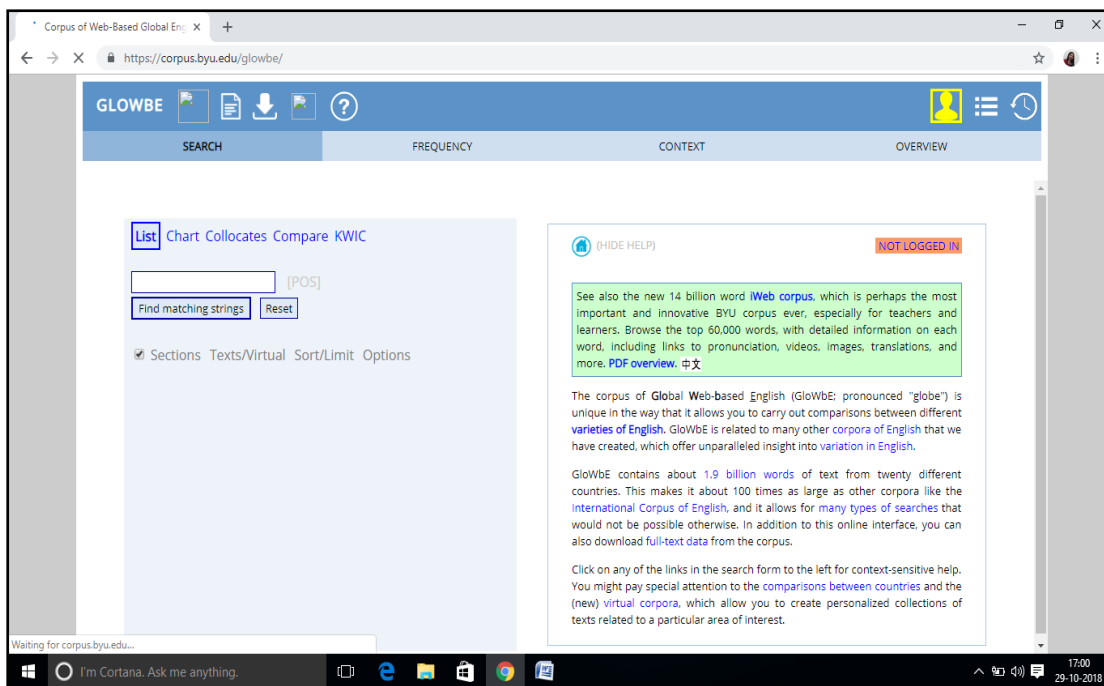 Corpus of Web-Based Global Eng
https://corpus.byu.edu/glowbe/
GLOWBE
SEARCH FREQUENCY CONTEXT OVERVIEW
List Chart Collocates Compare KWIC
[POS]
Find matching strings Reset
Sections Texts/Virtual Sort/Limit Options
(HIDE HELP) NOT LOGGED IN
See also the new 14 billion word iWeb corpus, which is perhaps the most
important and innovative BYU corpus ever, especially for teachers and
learners. Browse the top 60,000 words, with detailed information on each
word, including links to pronunciation, videos, images, translations, and
more. PDF overview. 中文
The corpus of Global Web-based English (GloWbE; pronounced "globe") is
unique in the way that it allows you to carry out comparisons between different
varieties of English. GloWbE is related to many other corpora of English that we
have created, which offer unparalleled insight into variation in English.
GloWbE contains about 1.9 billion words of text from twenty different
countries. This makes it about 100 times as large as other corpora like the
International Corpus of English, and it allows for many types of searches that
would not be possible otherwise. In addition to this online interface, you can
also download full-text data from the corpus.
Click on any of the links in the search form to the left for context-sensitive help.
You might pay special attention to the comparisons between countries and the
(new) virtual corpora, which allow you to create personalized collections of
texts related to a particular area of interest.
Waiting for corpus.byu.edu...
I'm Cortana. Ask me anything.
17:00
29-10-2018